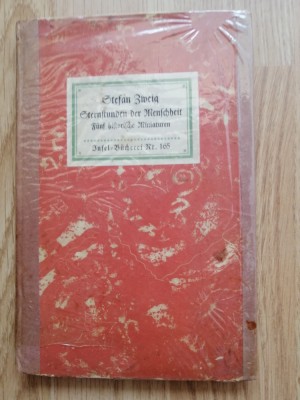 Stefan Zweig
Sternstunden der Menschheit
Fünf historische Miniaturen
Insel-Bücherei Nr. 165